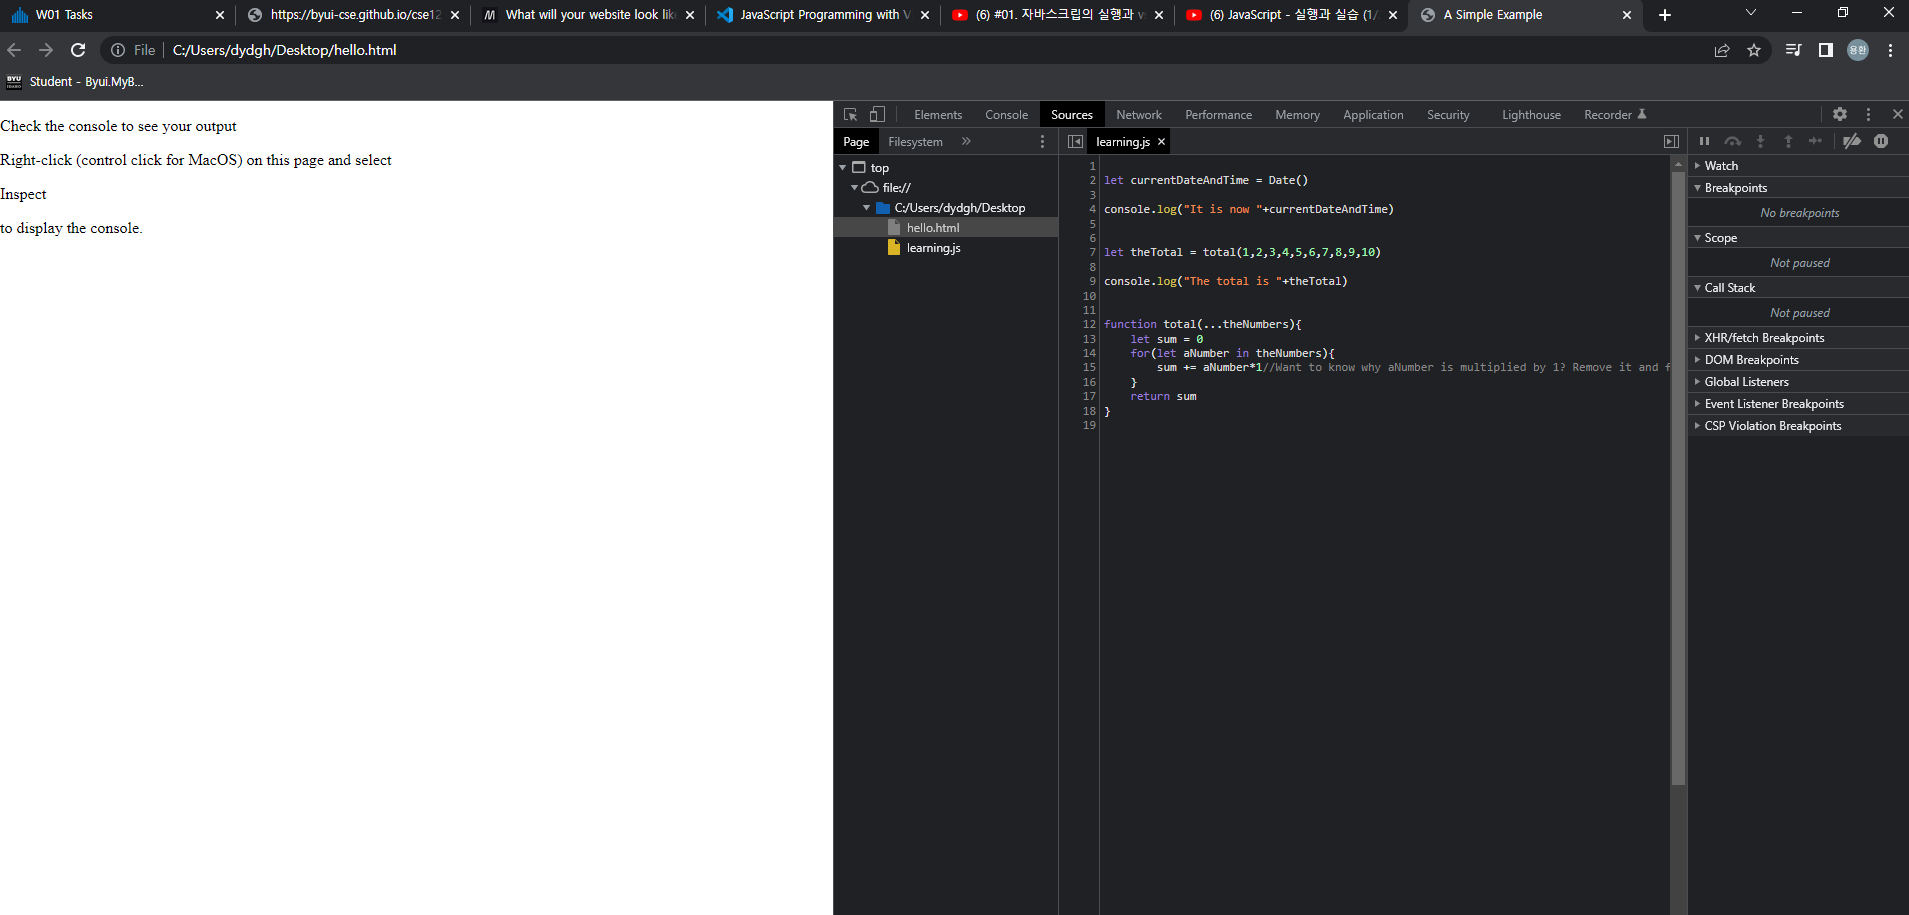 W01 Tasks
https://byui-cse.github.io/cse12
What will your website look lik
JavaScript Programming with V
(6) #01. 자바스크립의 실행과 v
(6) JavaScript - 실행과 실습 (1/
A Simple Example
File
C:/Users/dydgh/Desktop/hello.html
용환
BYU
IDAHO
Student - Byui.MyB...
Check the console to see your output
Right-click (control click for MacOS) on this page and select
Inspect
to display the console.
Elements Console Sources Network Performance Memory Application Security Lighthouse Recorder
Page Filesystem »
top
file://
C:/Users/dydgh/Desktop
hello.html
learning.js
learning.js
1
2 let currentDateAndTime = Date()
3
4 console.log("It is now "+currentDateAndTime)
5
6
7 let theTotal = total(1,2,3,4,5,6,7,8,9,10)
8
9 console.log("The total is "+theTotal)
10
11
12 function total(...theNumbers){
13 let sum = 0
14 for(let aNumber in theNumbers){
15 sum += aNumber*1//Want to know why aNumber is multiplied by 1? Remove it and f
16 }
17 return sum
18 }
19
Watch
Breakpoints
No breakpoints
Scope
Not paused
Call Stack
Not paused
XHR/fetch Breakpoints
DOM Breakpoints
Global Listeners
Event Listener Breakpoints
CSP Violation Breakpoints